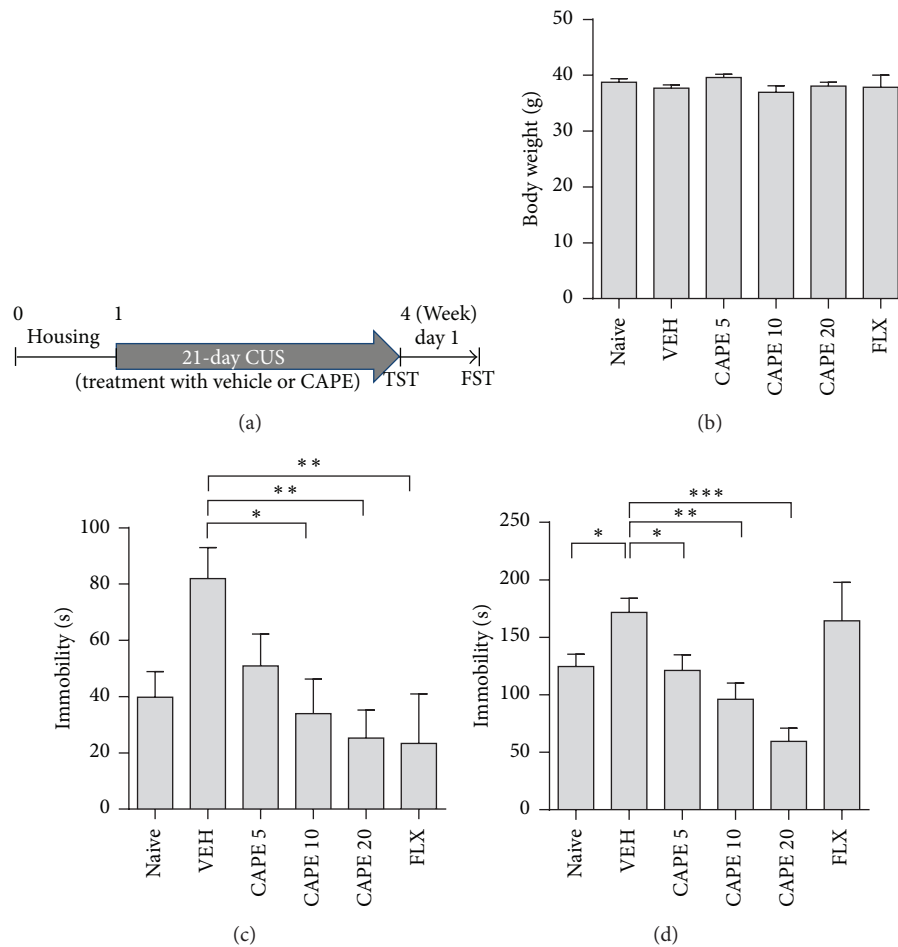 0
1
4 (Week)
Housing
day 1
21-day CUS
(treatment with vehicle or CAPE)
TST
FST
(a)
50
40
30
20
10
0
Body weight (g)
Naive
VEH
CAPE 5
CAPE 10
CAPE 20
FLX
(b)
**
**
*
100
80
60
40
20
0
Immobility (s)
Naive
VEH
CAPE 5
CAPE 10
CAPE 20
FLX
(c)
***
**
*
*
250
200
150
100
50
0
Immobility (s)
Naive
VEH
CAPE 5
CAPE 10
CAPE 20
FLX
(d)